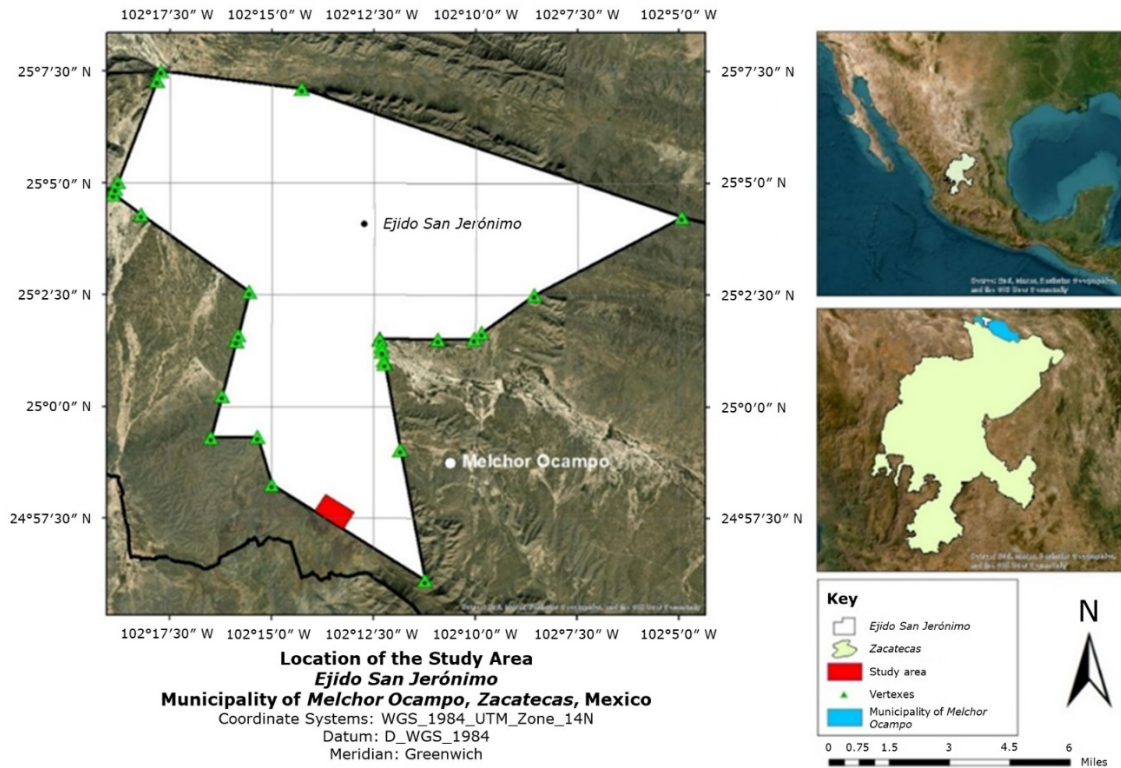 102°17′30″ W 102°15′0″ W 102°12′30″ W 102°10′0″ W 102°7′30″ W 102°5′0″ W
25°7′30″ N 25°7′30″ N
25°5′0″ N 25°5′0″ N
Ejido San Jerónimo
25°2′30″ N 25°2′30″ N
25°0′0″ N 25°0′0″ N
Melchor Ocampo
24°57′30″ N 24°57′30″ N
102°17′30″ W 102°15′0″ W 102°12′30″ W 102°10′0″ W 102°7′30″ W 102°5′0″ W
Location of the Study Area
Ejido San Jerónimo
Municipality of Melchor Ocampo, Zacatecas, Mexico
Coordinate Systems: WGS_1984_UTM_Zone_14N
Datum: D_WGS_1984
Meridian: Greenwich
Key
Ejido San Jerónimo
Zacatecas
Study area
Vertexes
Municipality of Melchor
Ocampo
N
0 0.75 1.5 3 4.5 6
Miles